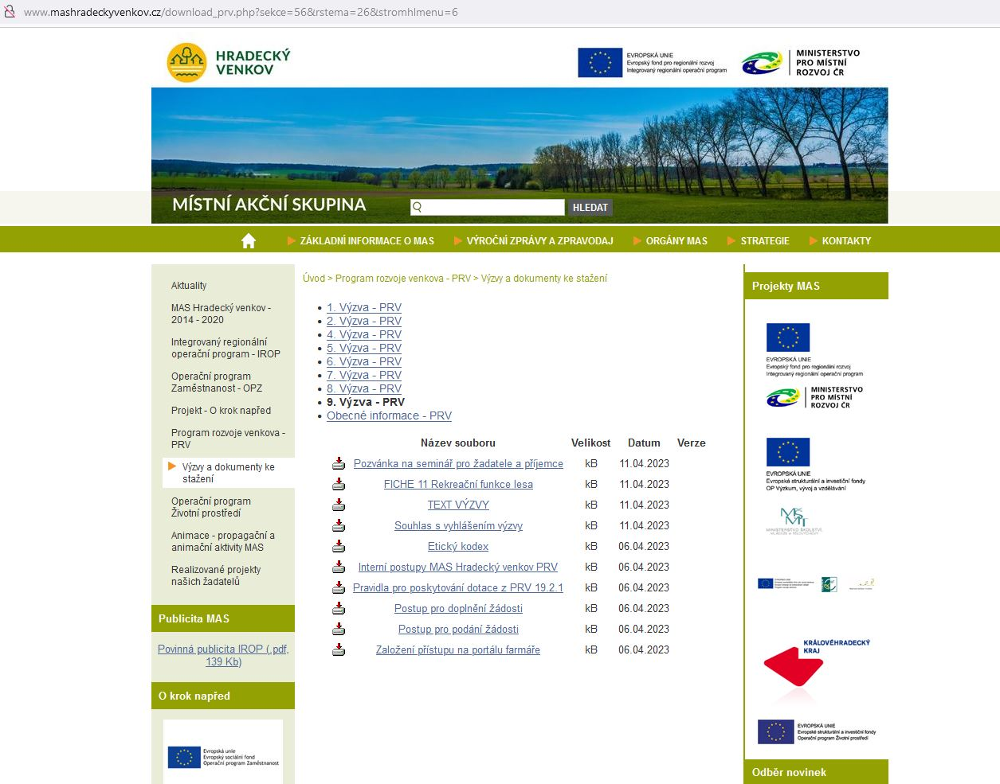 www.mashradeckyvenkov.cz/download_prv.php?sekce=56&rstema=26&stromhlmenu=6
HRADECKÝ
VENKOV
EVROPSKÁ UNIE
Evropský fond pro regionální rozvoj
Integrovaný regionální operační program
MINISTERSTVO
PRO MÍSTNÍ
ROZVOJ ČR
MÍSTNÍ AKČNÍ SKUPINA
HLEDAT
ZÁKLADNÍ INFORMACE O MAS
VÝROČNÍ ZPRÁVY A ZPRAVODAJ
ORGÁNY MAS
STRATEGIE
KONTAKTY
Aktuality
MAS Hradecký venkov -
2014 - 2020
Integrovaný regionální
operační program - IROP
Operační program
Zaměstnanost - OPZ
Projekt - O krok napřed
Program rozvoje venkova -
PRV
Výzvy a dokumenty ke
stažení
Operační program
Životní prostředí
Animace - propagační a
animační aktivity MAS
Realizované projekty
našich žadatelů
Publicita MAS
Povinná publicita IROP (.pdf,
139 Kb)
O krok napřed
Evropská unie
Evropský sociální fond
Operační program Zaměstnanost
Úvod > Program rozvoje venkova - PRV > Výzvy a dokumenty ke stažení
1. Výzva - PRV
2. Výzva - PRV
4. Výzva - PRV
5. Výzva - PRV
6. Výzva - PRV
7. Výzva - PRV
8. Výzva - PRV
9. Výzva - PRV
Obecné informace - PRV
Název souboru Velikost Datum Verze
Pozvánka na seminář pro žadatele a příjemce kB 11.04.2023
FICHE 11 Rekreační funkce lesa kB 11.04.2023
TEXT VÝZVY kB 11.04.2023
Souhlas s vyhlášením výzvy kB 11.04.2023
Etický kodex kB 06.04.2023
Interní postupy MAS Hradecký venkov PRV kB 06.04.2023
Pravidla pro poskytování dotace z PRV 19.2.1 kB 06.04.2023
Postup pro doplnění žádosti kB 06.04.2023
Postup pro podání žádosti kB 06.04.2023
Založení přístupu na portálu farmáře kB 06.04.2023
Projekty MAS
EVROPSKÁ UNIE
Evropský fond pro regionální rozvoj
Integrovaný regionální operační program
MINISTERSTVO
PRO MÍSTNÍ
ROZVOJ ČR
EVROPSKÁ UNIE
Evropské strukturální a investiční fondy
OP Výzkum, vývoj a vzdělávání
MINISTERSTVO ŠKOLSTVÍ,
MLÁDEŽE A TĚLOVÝCHOVY
KRÁLOVÉHRADECKÝ
KRAJ
EVROPSKÁ UNIE
Evropské strukturální a investiční fondy
Operační program Životní prostředí
Odběr novinek